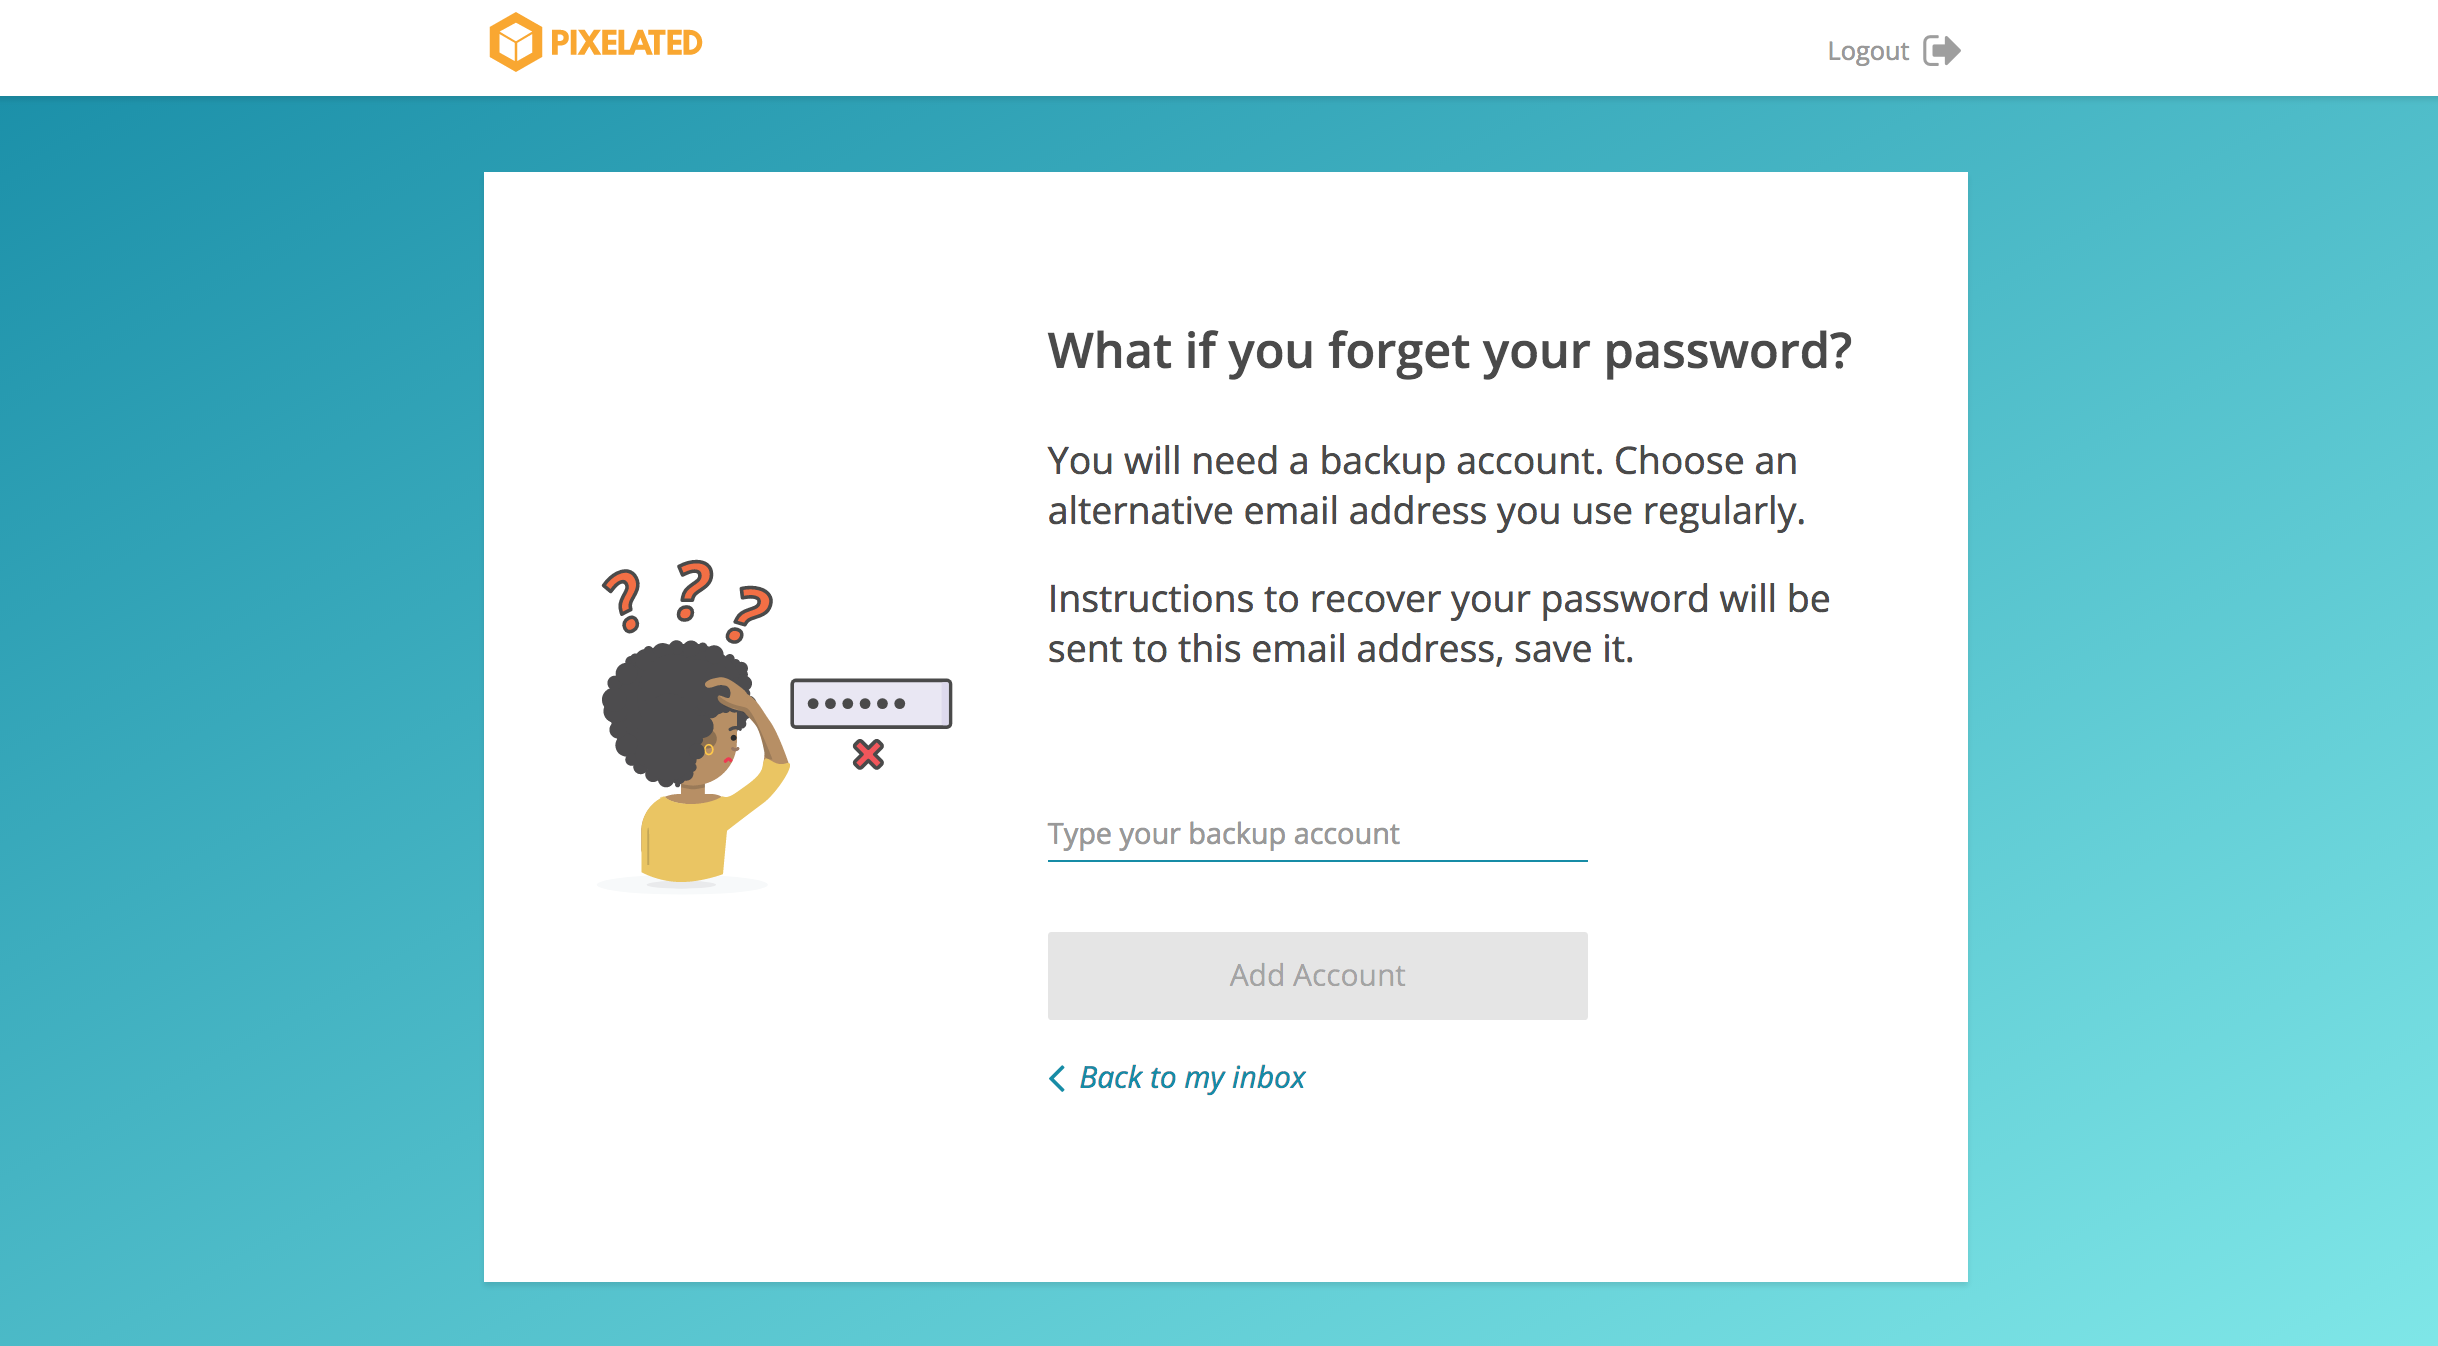 PIXELATED
Logout
What if you forget your password?
You will need a backup account. Choose an
alternative email address you use regularly.
Instructions to recover your password will be
sent to this email address, save it.
? ? ?
Type your backup account
Add Account
Back to my inbox